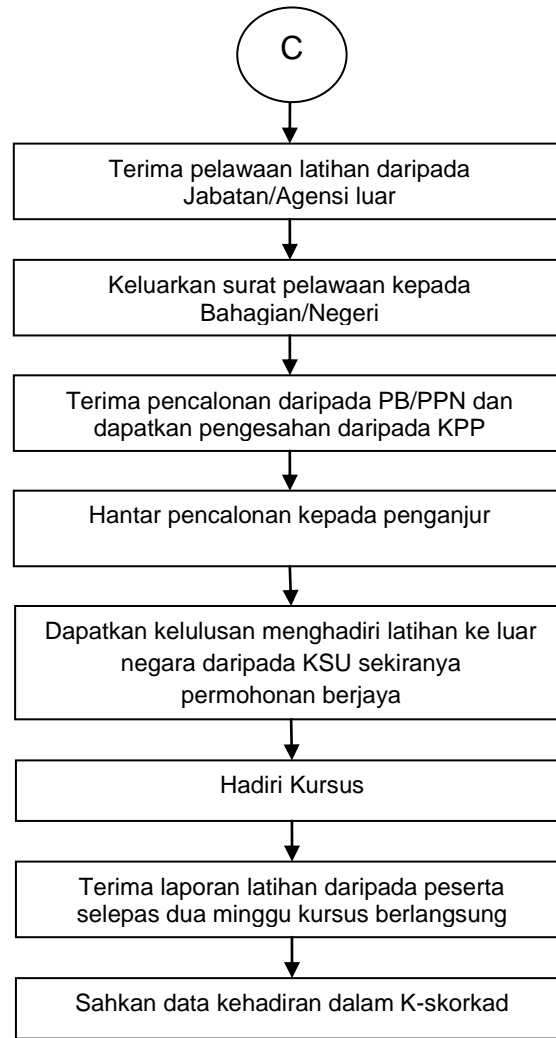 C
Terima pelawaan latihan daripada
Jabatan/Agensi luar
Keluarkan surat pelawaan kepada
Bahagian/Negeri
Terima pencalonan daripada PB/PPN dan
dapatkan pengesahan daripada KPP
Hantar pencalonan kepada penganjur
Dapatkan kelulusan menghadiri latihan ke luar
negara daripada KSU sekiranya
permohonan berjaya
Hadiri Kursus
Terima laporan latihan daripada peserta
selepas dua minggu kursus berlangsung
Sahkan data kehadiran dalam K-skorkad